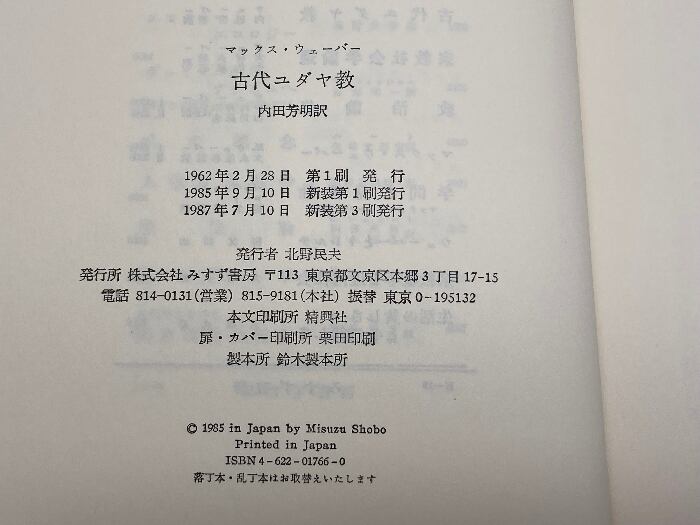 マックス・ウェーバー
古代ユダヤ教
内田芳明訳
1962年2月28日 第1刷 発 行
1985年9月10日 新装第1刷発行
1987年7月10日 新装第3刷発行
発行者 北野民夫
発行所 株式会社 みすず書房 〒113 東京都文京区本郷3丁目17-15
電話 814-0131(営業) 815-9181(本社) 振替 東京0-195132
本文印刷所 精興社
扉・カバー印刷所 栗田印刷
製本所 鈴木製本所
© 1985 in Japan by Misuzu Shobo
Printed in Japan
ISBN4-622-01766-0
落丁本・乱丁本はお取替えいたします